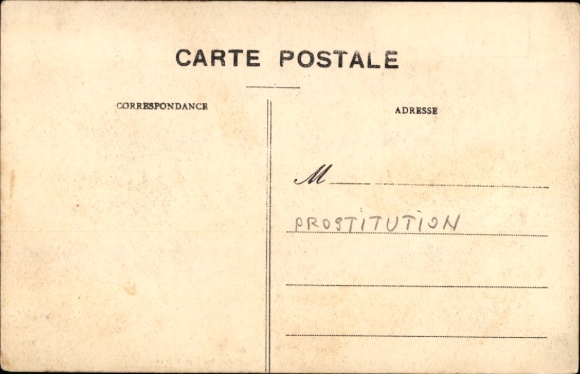 CARTE POSTALE
CORRESPONDANCE
ADRESSE
M
PROSTITUTION